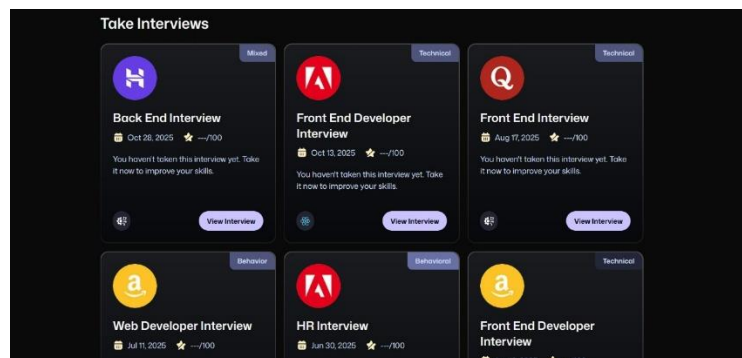 Take Interviews
Mixed
Back End Interview
Oct 28, 2025 ---/100
You haven't taken this interview yet. Take
it now to improve your skills.
View Interview
Technical
Front End Developer
Interview
Oct 13, 2025 ---/100
You haven't taken this interview yet. Take
it now to improve your skills.
View Interview
Technical
Front End Interview
Aug 17, 2025 ---/100
You haven't taken this interview yet. Take
it now to improve your skills.
View Interview
Behavior
Web Developer Interview
Jul 11, 2025 ---/100
Behavioral
HR Interview
Jun 30, 2025 ---/100
Technical
Front End Developer
Interview